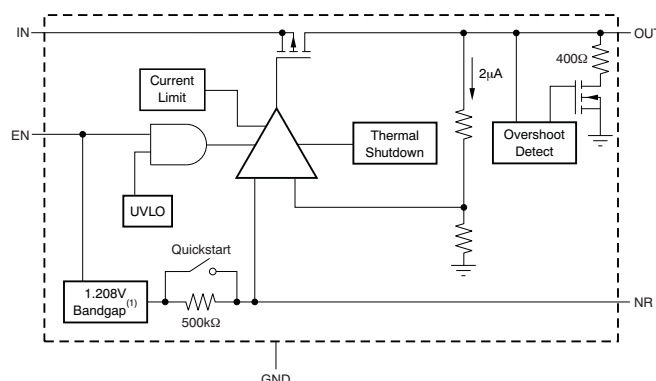 IN
OUT
400Ω
2μA
Current
Limit
EN
Thermal
Shutdown
Overshoot
Detect
UVLO
Quickstart
1.208V
Bandgap(1)
500kΩ
NR
GND